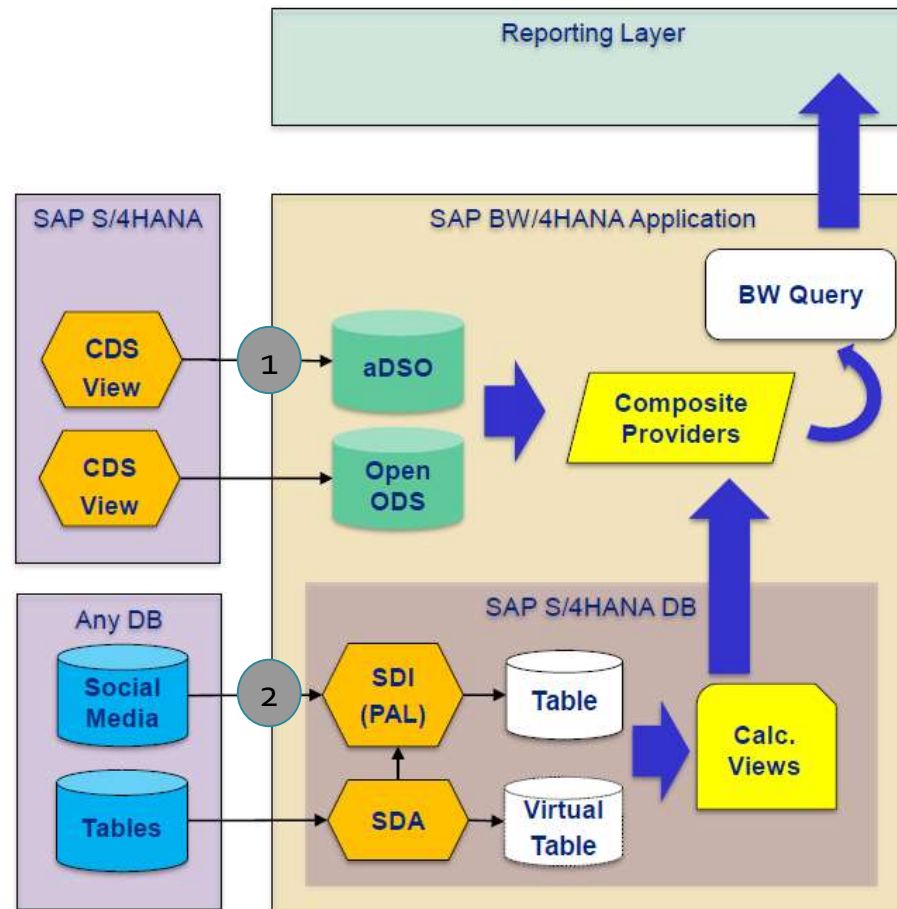 Reporting Layer
SAP S/4HANA
SAP BW/4HANA Application
BW Query
CDS
View
1
aDSO
Composite
Providers
CDS
View
Open
ODS
Any DB
SAP S/4HANA DB
Social
Media
2
SDI
(PAL)
Table
Calc.
Views
Tables
SDA
Virtual
Table